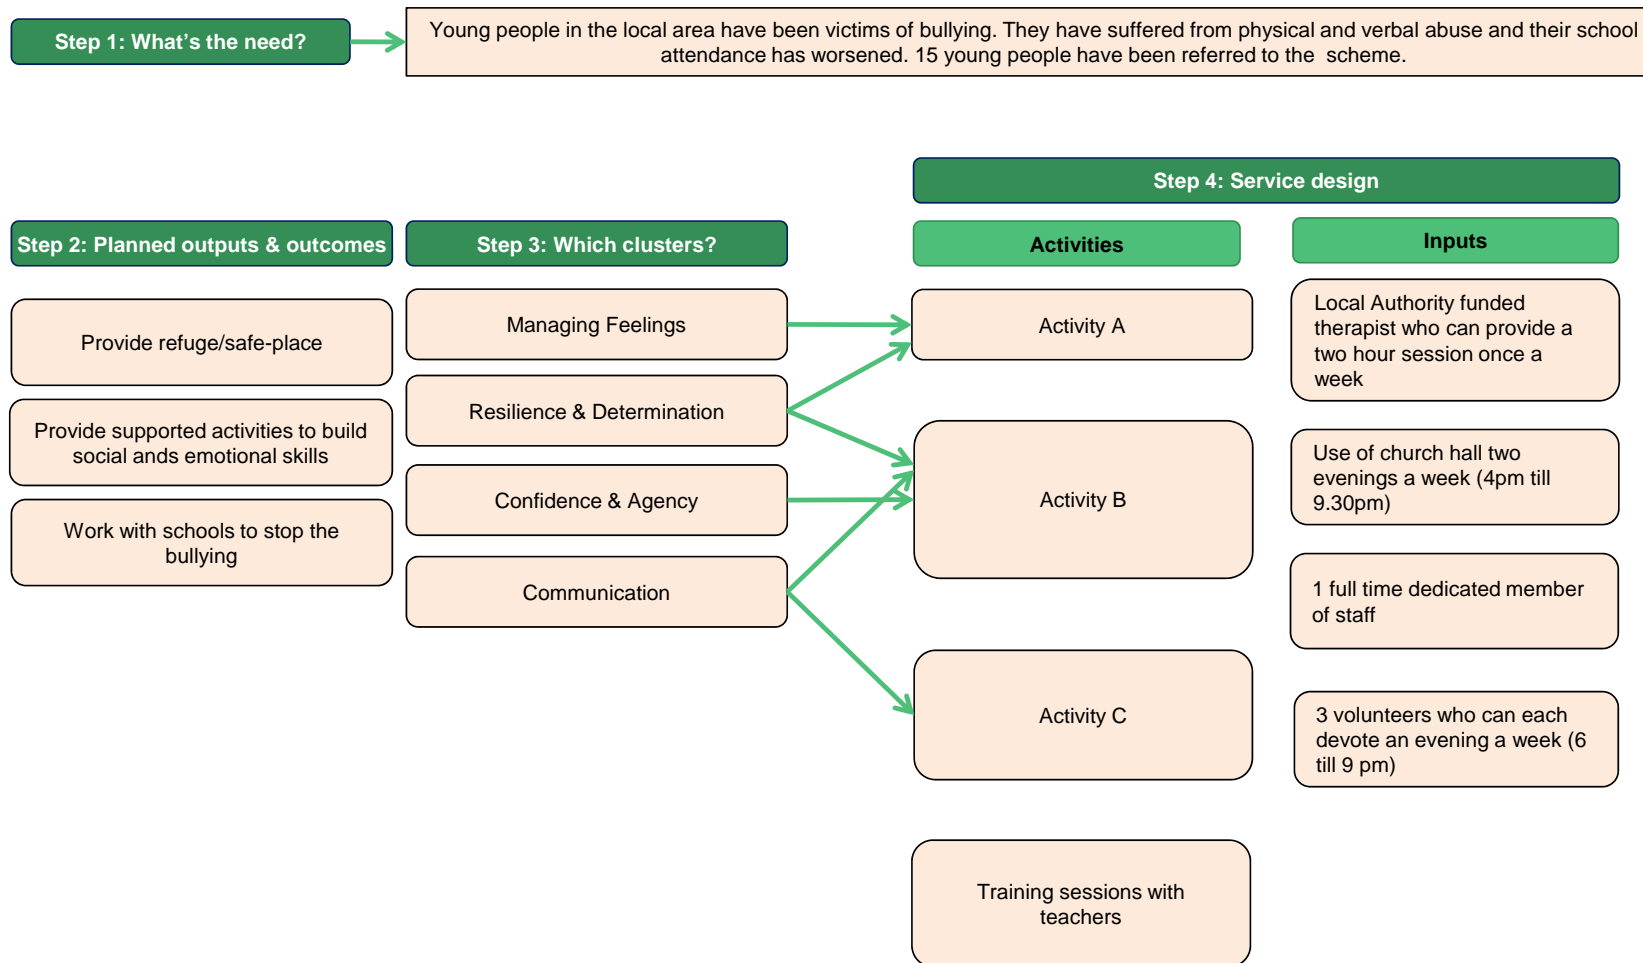 Step 1: What's the need?
Young people in the local area have been victims of bullying. They have suffered from physical and verbal abuse and their school
attendance has worsened. 15 young people have been referred to the  scheme.
Step 4: Service design
Step 2: Planned outputs & outcomes
Step 3: Which clusters?
Activities
Inputs
Provide refuge/safe-place
Provide supported activities to build
social ands emotional skills
Work with schools to stop the
bullying
Managing Feelings
Resilience & Determination
Confidence & Agency
Communication
Activity A
Activity B
Activity C
Training sessions with
teachers
Local Authority funded
therapist who can provide a
two hour session once a
week
Use of church hall two
evenings a week (4pm till
9.30pm)
1 full time dedicated member
of staff
3 volunteers who can each
devote an evening a week (6
till 9 pm)